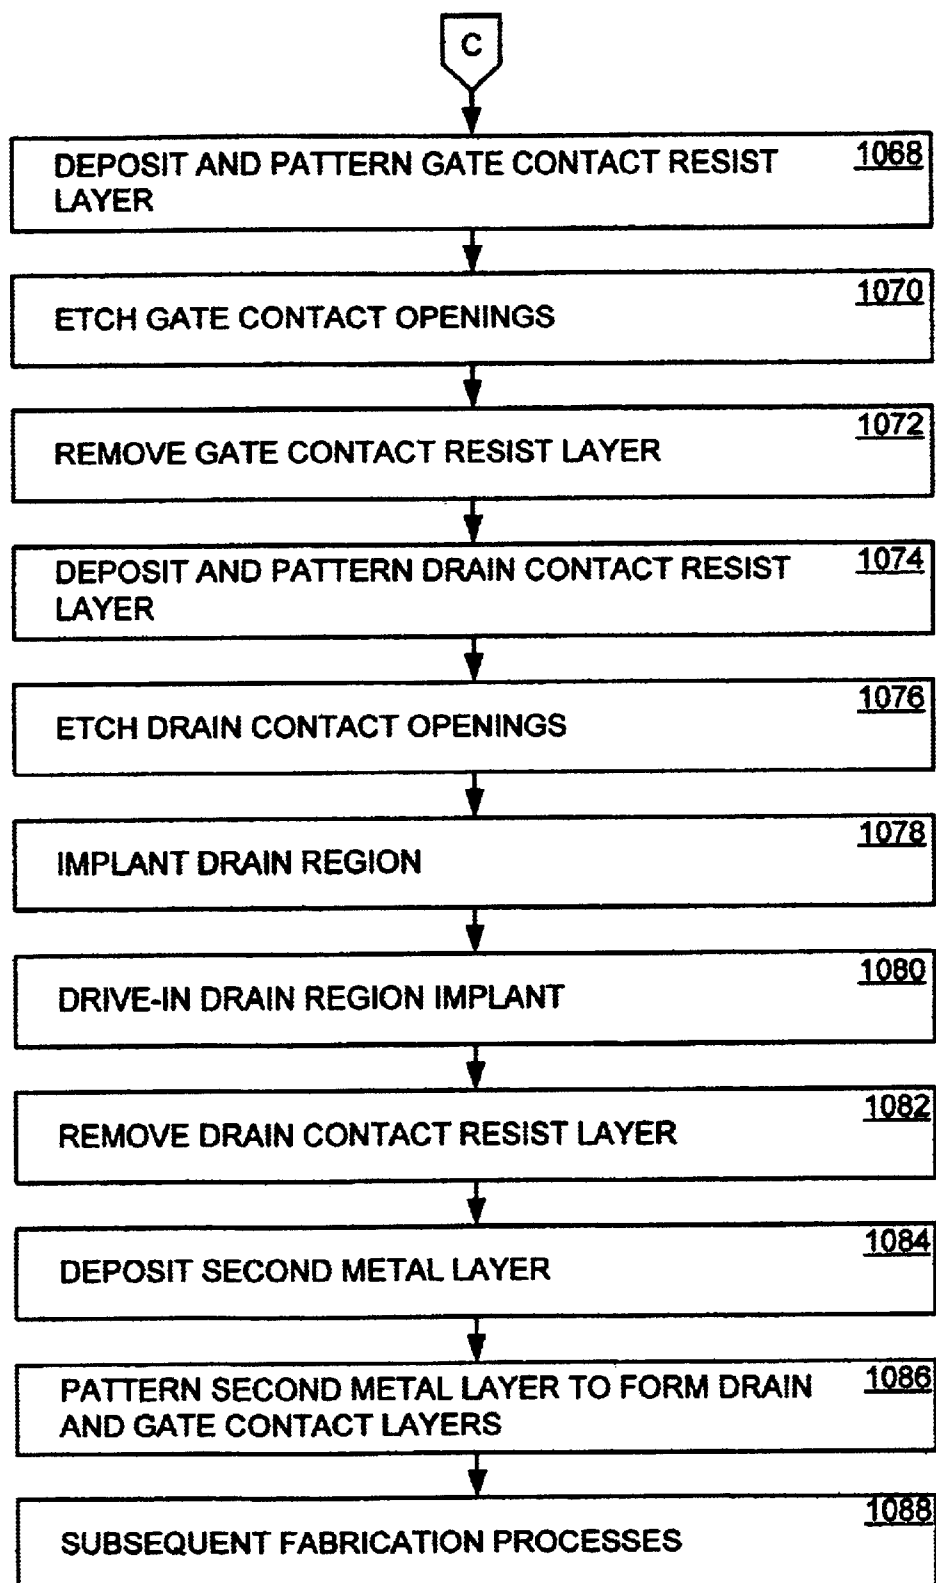 C
DEPOSIT AND PATTERN GATE CONTACT RESIST 1068
LAYER
1070
ETCH GATE CONTACT OPENINGS
1072
REMOVE GATE CONTACT RESIST LAYER
DEPOSIT AND PATTERN DRAIN CONTACT RESIST 1074
LAYER
1076
ETCH DRAIN CONTACT OPENINGS
1078
IMPLANT DRAIN REGION
1080
DRIVE-IN DRAIN REGION IMPLANT
1082
REMOVE DRAIN CONTACT RESIST LAYER
1084
DEPOSIT SECOND METAL LAYER
PATTERN SECOND METAL LAYER TO FORM DRAIN 1086
AND GATE CONTACT LAYERS
1088
SUBSEQUENT FABRICATION PROCESSES